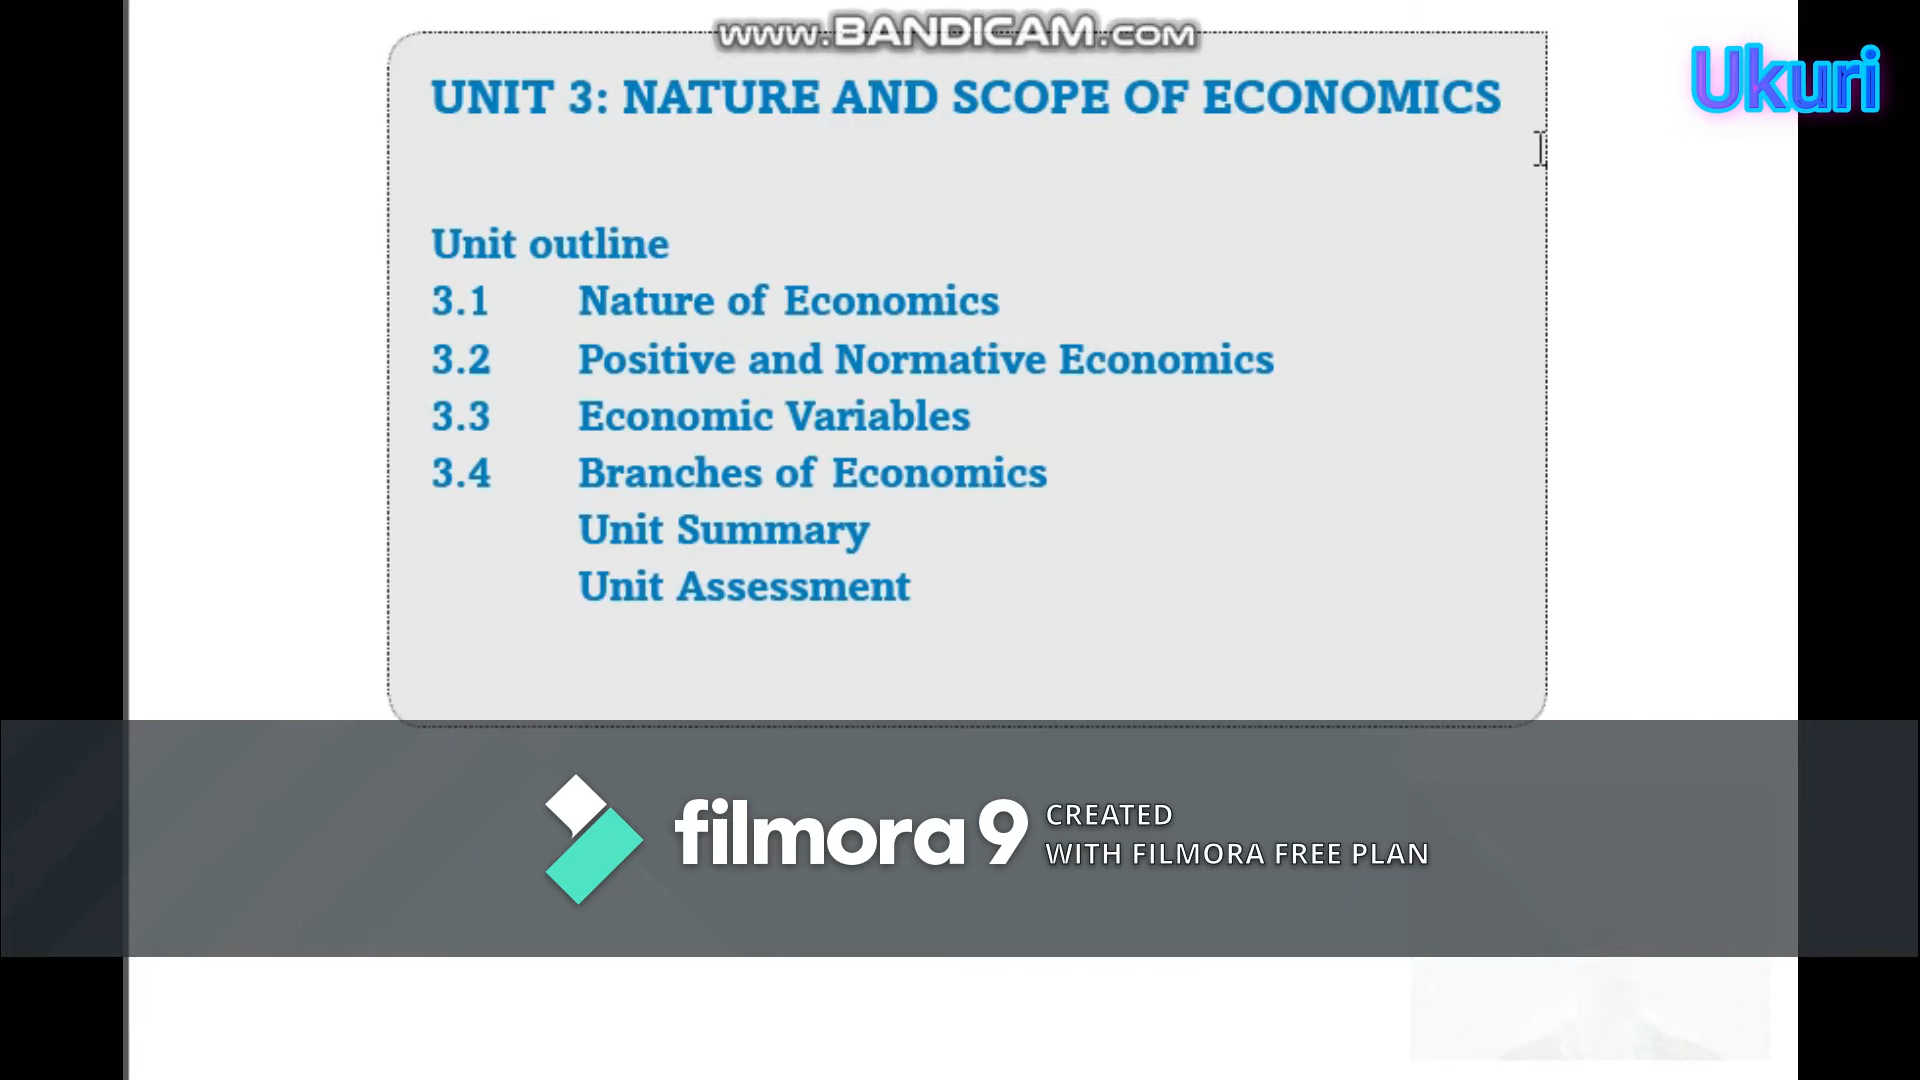 www.BANDICAM.com
Ukuri
UNIT 3: NATURE AND SCOPE OF ECONOMICS
Unit outline
3.1 Nature of Economics
3.2 Positive and Normative Economics
3.3 Economic Variables
3.4 Branches of Economics
Unit Summary
Unit Assessment
filmora 9 CREATED
WITH FILMORA FREE PLAN